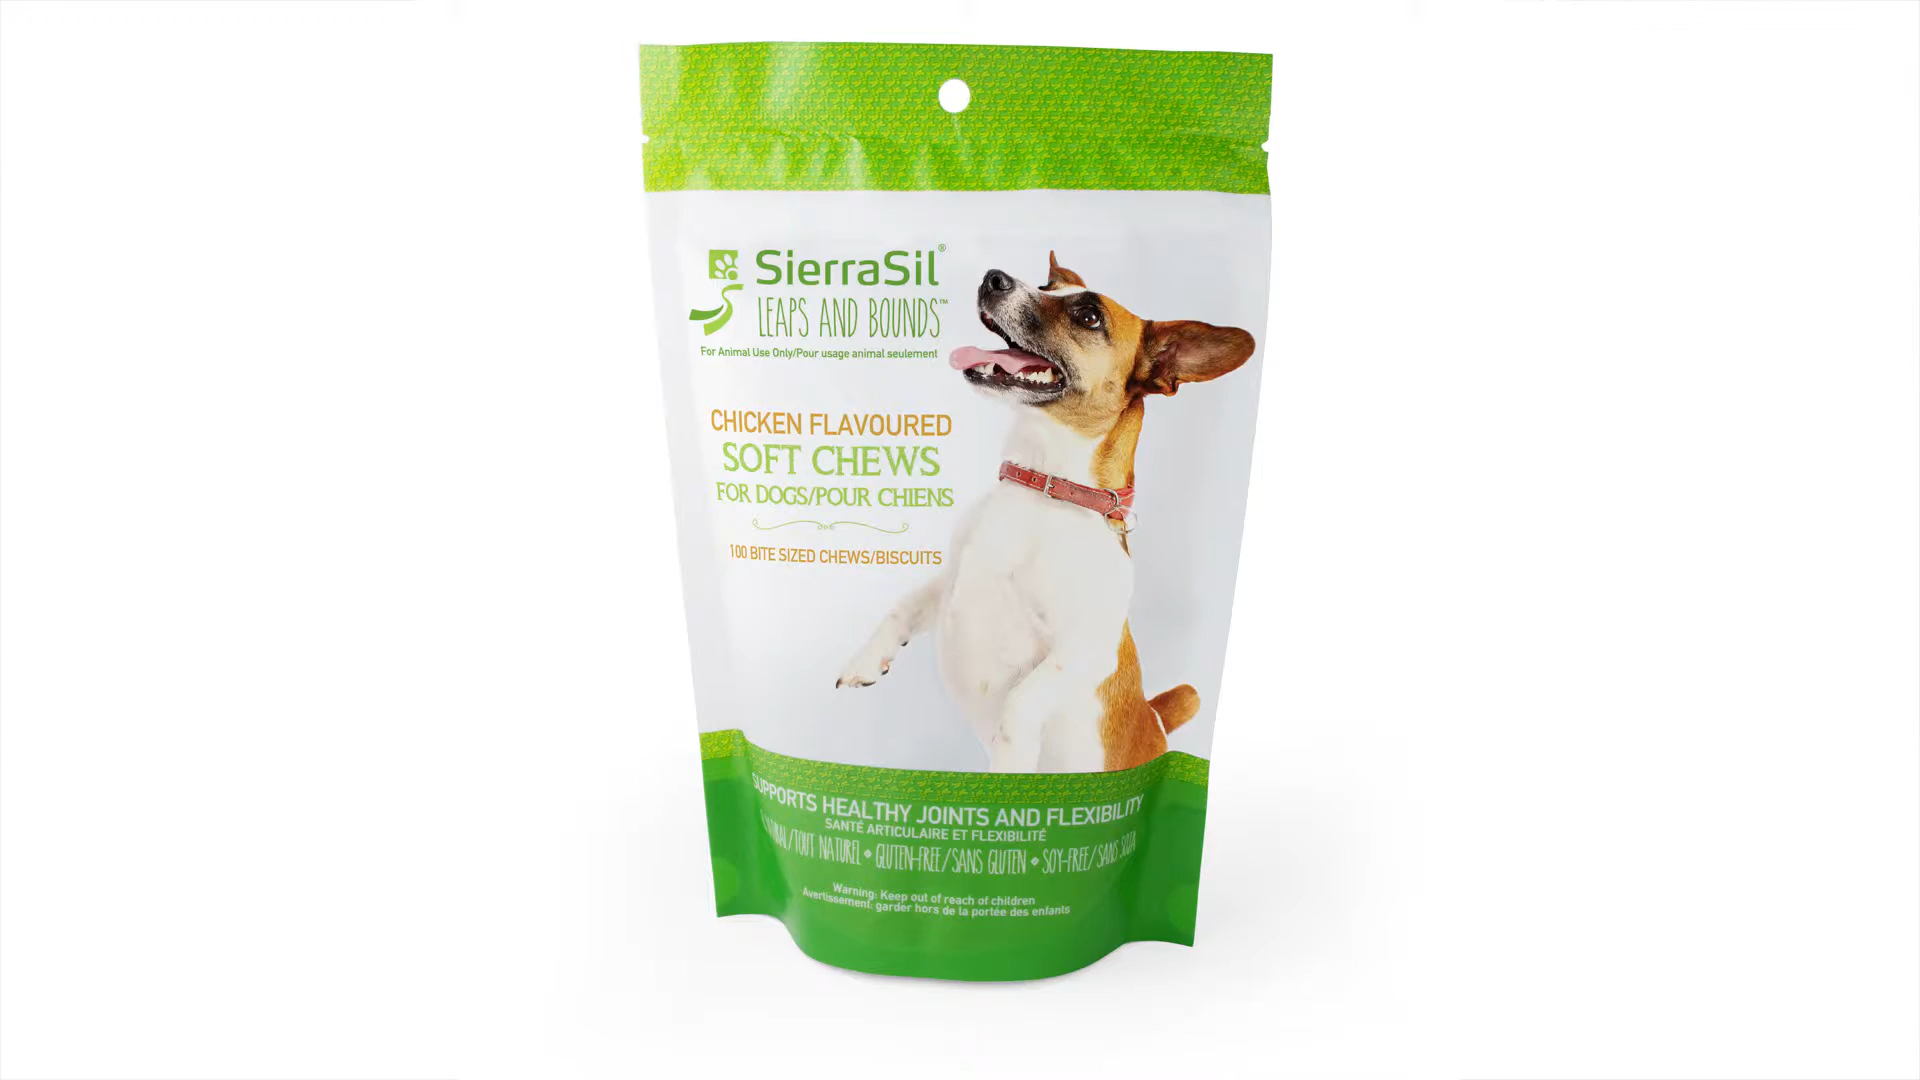 SierraSil®
LEAPS AND BOUNDS™
For Animal Use Only/Pour usage animal seulement
CHICKEN FLAVOURED
SOFT CHEWS
FOR DOGS/POUR CHIENS
100 BITE SIZED CHEWS/BISCUITS
SUPPORTS HEALTHY JOINTS AND FLEXIBILITY
SANTÉ ARTICULAIRE ET FLEXIBILITÉ
/TOUT NATUREL • GLUTEN-FREE/SANS GLUTEN • SOY-FREE/SANS SOJA
Warning: Keep out of reach of children
Avertissement: garder hors de la portée des enfants